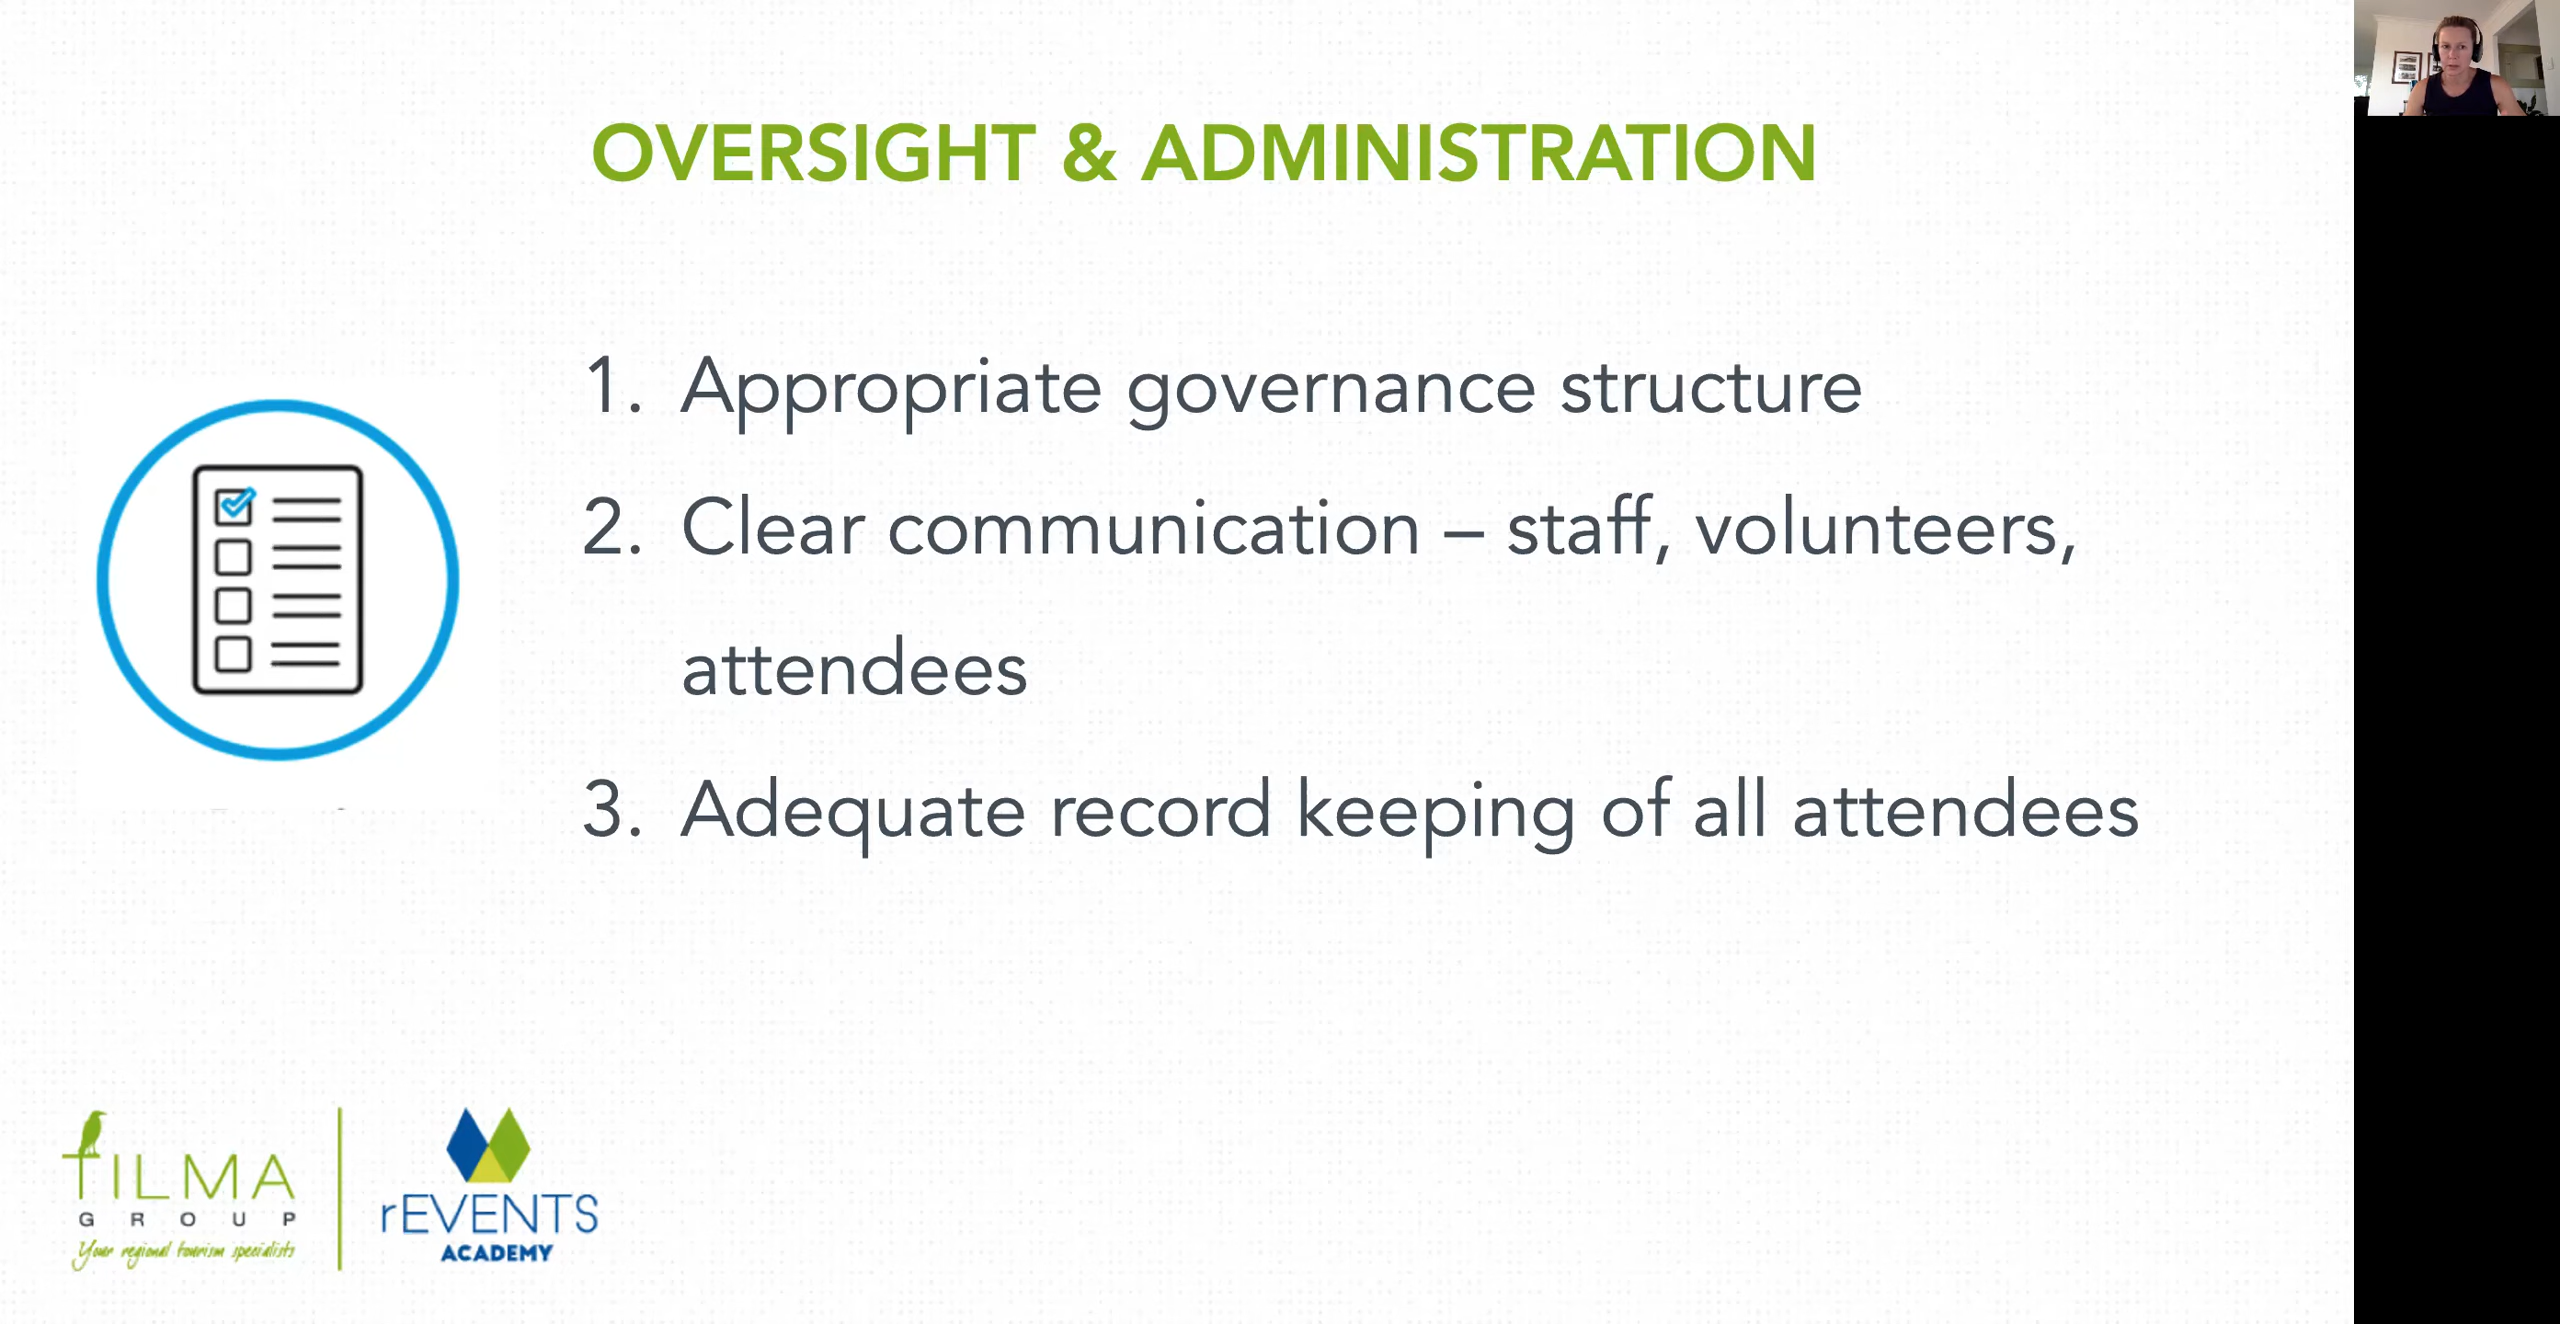 OVERSIGHT & ADMINISTRATION
1. Appropriate governance structure
2. Clear communication – staff, volunteers,
attendees
3. Adequate record keeping of all attendees
TILMA
GROUP
Your regional tourism specialists
rEVENTS
ACADEMY